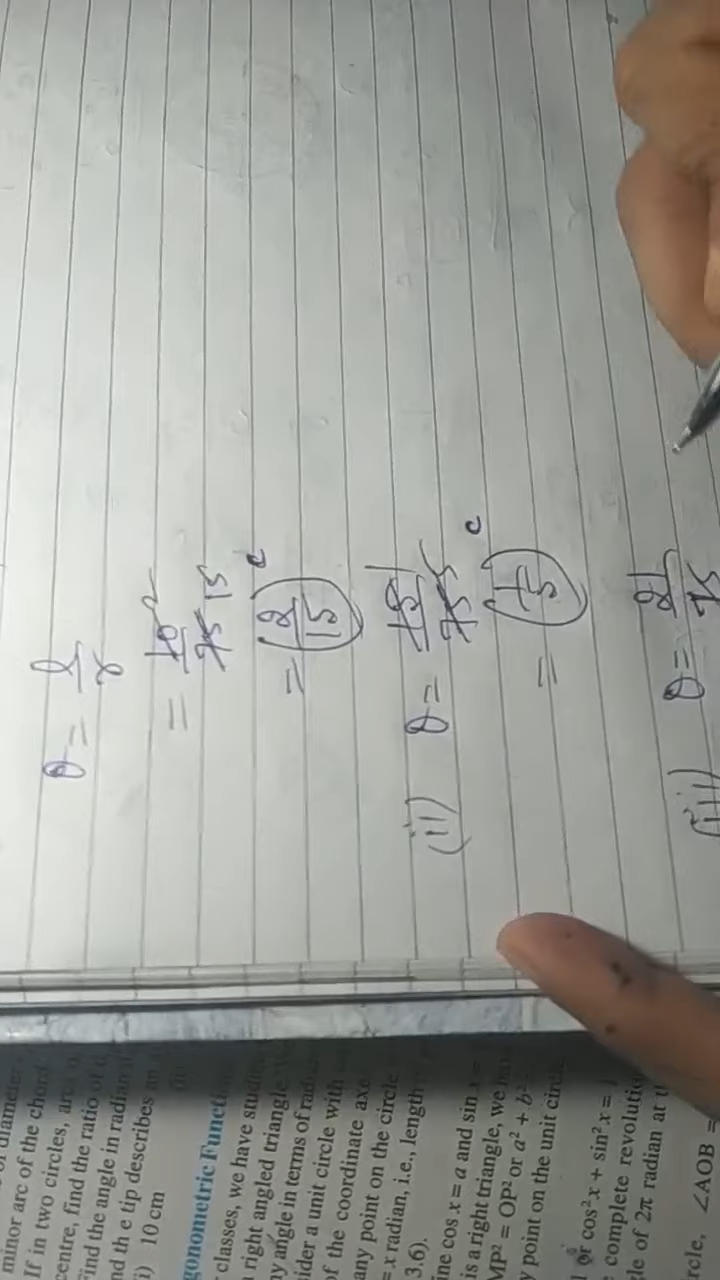 θ = l/r
= 10/75 2 15
= (2/15)ᶜ
(ii) θ = 15/75 1 5
= (1/5)ᶜ
(iii) θ = 21/75
minor arc of the chord
If in two circles, arcs
centre, find the ratio of
Find the angle in radian
nd the tip describes an
i) 10 cm
gonometric Functi
classes, we have studi
right angled triangle
ny angle in terms of radi
ider a unit circle with
of the coordinate axe
any point on the circle
= x radian, i.e., length
3.6).
ine cos x = a and sin x =
is a right triangle, we
MP² = OP² or a² + b²
y point on the unit circl
or cos² x + sin² x =
complete revolutio
le of 2π radian at t
rcle, ∠AOB =